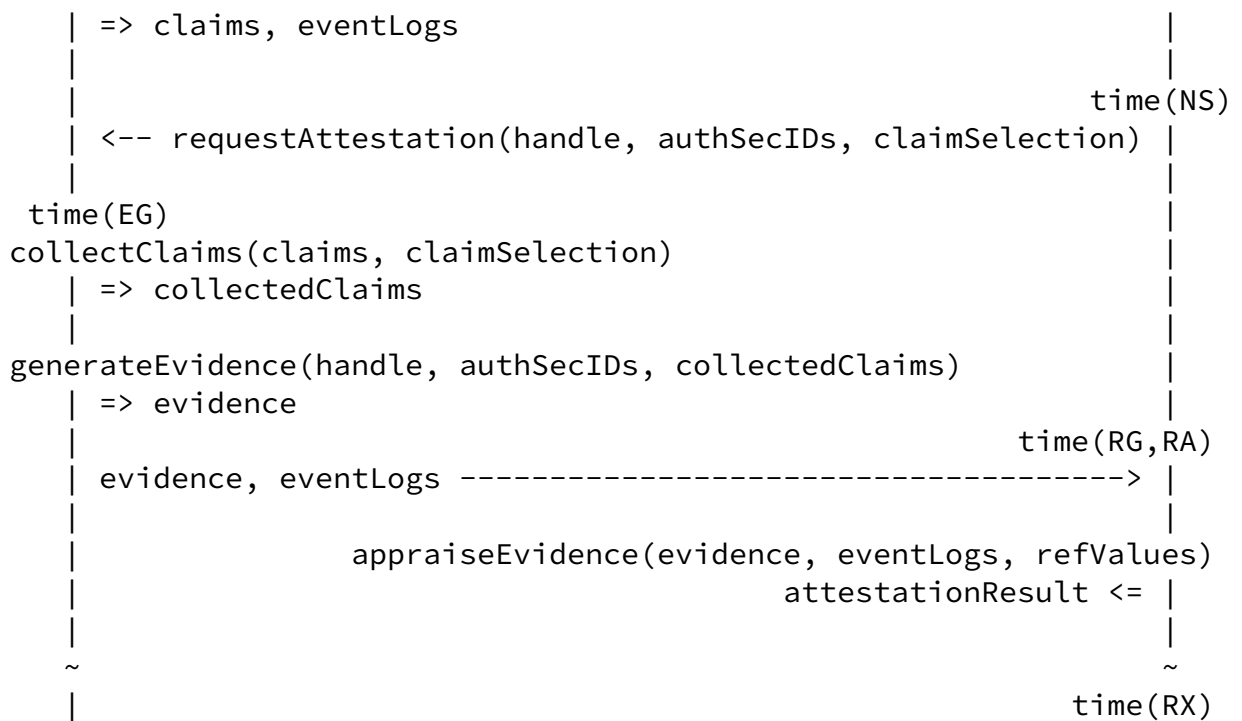 | => claims, eventLogs |
| |
| time(NS)
| <-- requestAttestation(handle, authSecIDs, claimSelection) |
| |
time(EG) |
collectClaims(claims, claimSelection) |
| => collectedClaims |
| |
generateEvidence(handle, authSecIDs, collectedClaims) |
| => evidence |
| time(RG,RA)
| evidence, eventLogs -------------------------------------> |
| |
| appraiseEvidence(evidence, eventLogs, refValues)
| attestationResult <= |
| |
~ ~
| time(RX)